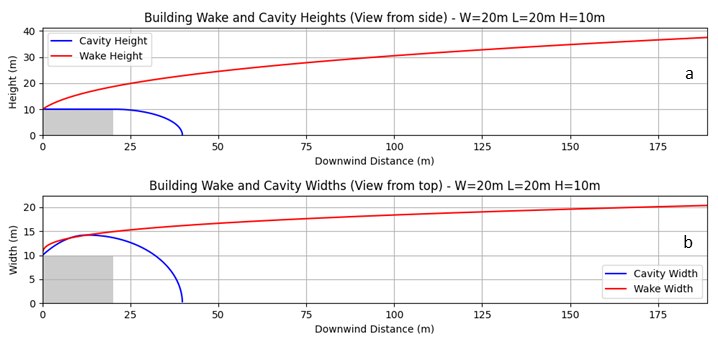 Building Wake and Cavity Heights (View from side) - W=20m L=20m H=10m
40
30
20
10
0
Height (m)
Cavity Height
Wake Height
a
0 25 50 75 100 125 150 175
Downwind Distance (m)
Building Wake and Cavity Widths (View from top) - W=20m L=20m H=10m
20
15
10
5
0
Width (m)
b
Cavity Width
Wake Width
0 25 50 75 100 125 150 175
Downwind Distance (m)